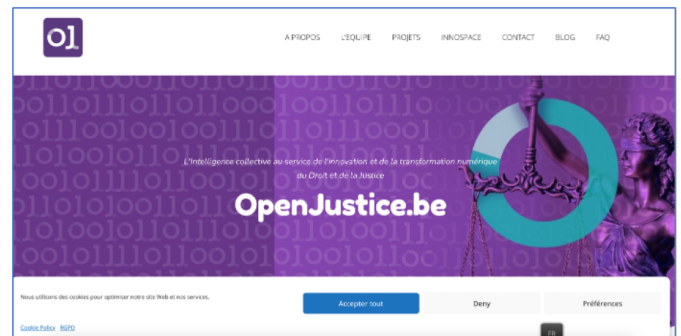 OJ
A PROPOS L'EQUIPE PROJETS INNOSPACE CONTACT BLOG FAQ
L'Intelligence collective au service de l'innovation et de la transformation numérique
du Droit et de la Justice
OpenJustice.be
Nous utilisons des cookies pour optimiser notre site Web et nos services.
Accepter tout Deny Préférences
Cookie Policy RGPD
FR